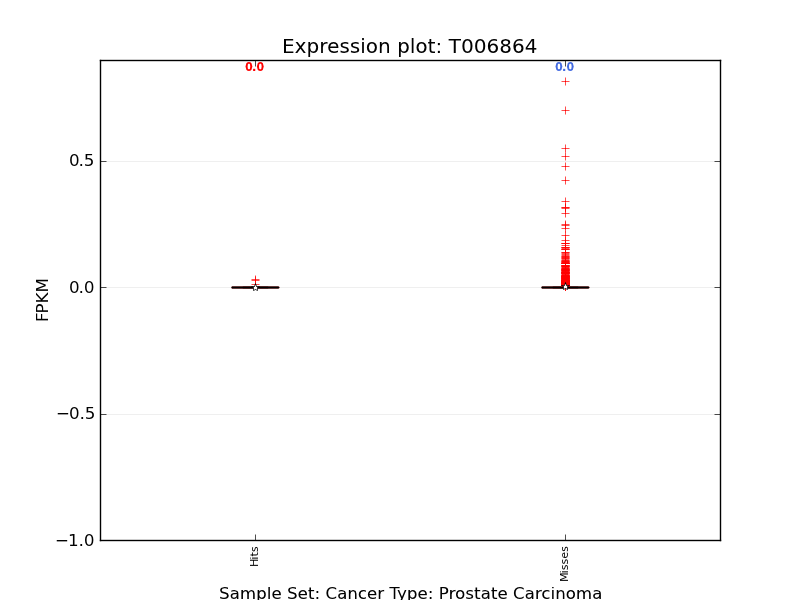 Expression plot: T006864
0.0 0.0
0.5
0.0
−0.5
−1.0
FPKM
Hits
Misses
Sample Set: Cancer Type: Prostate Carcinoma